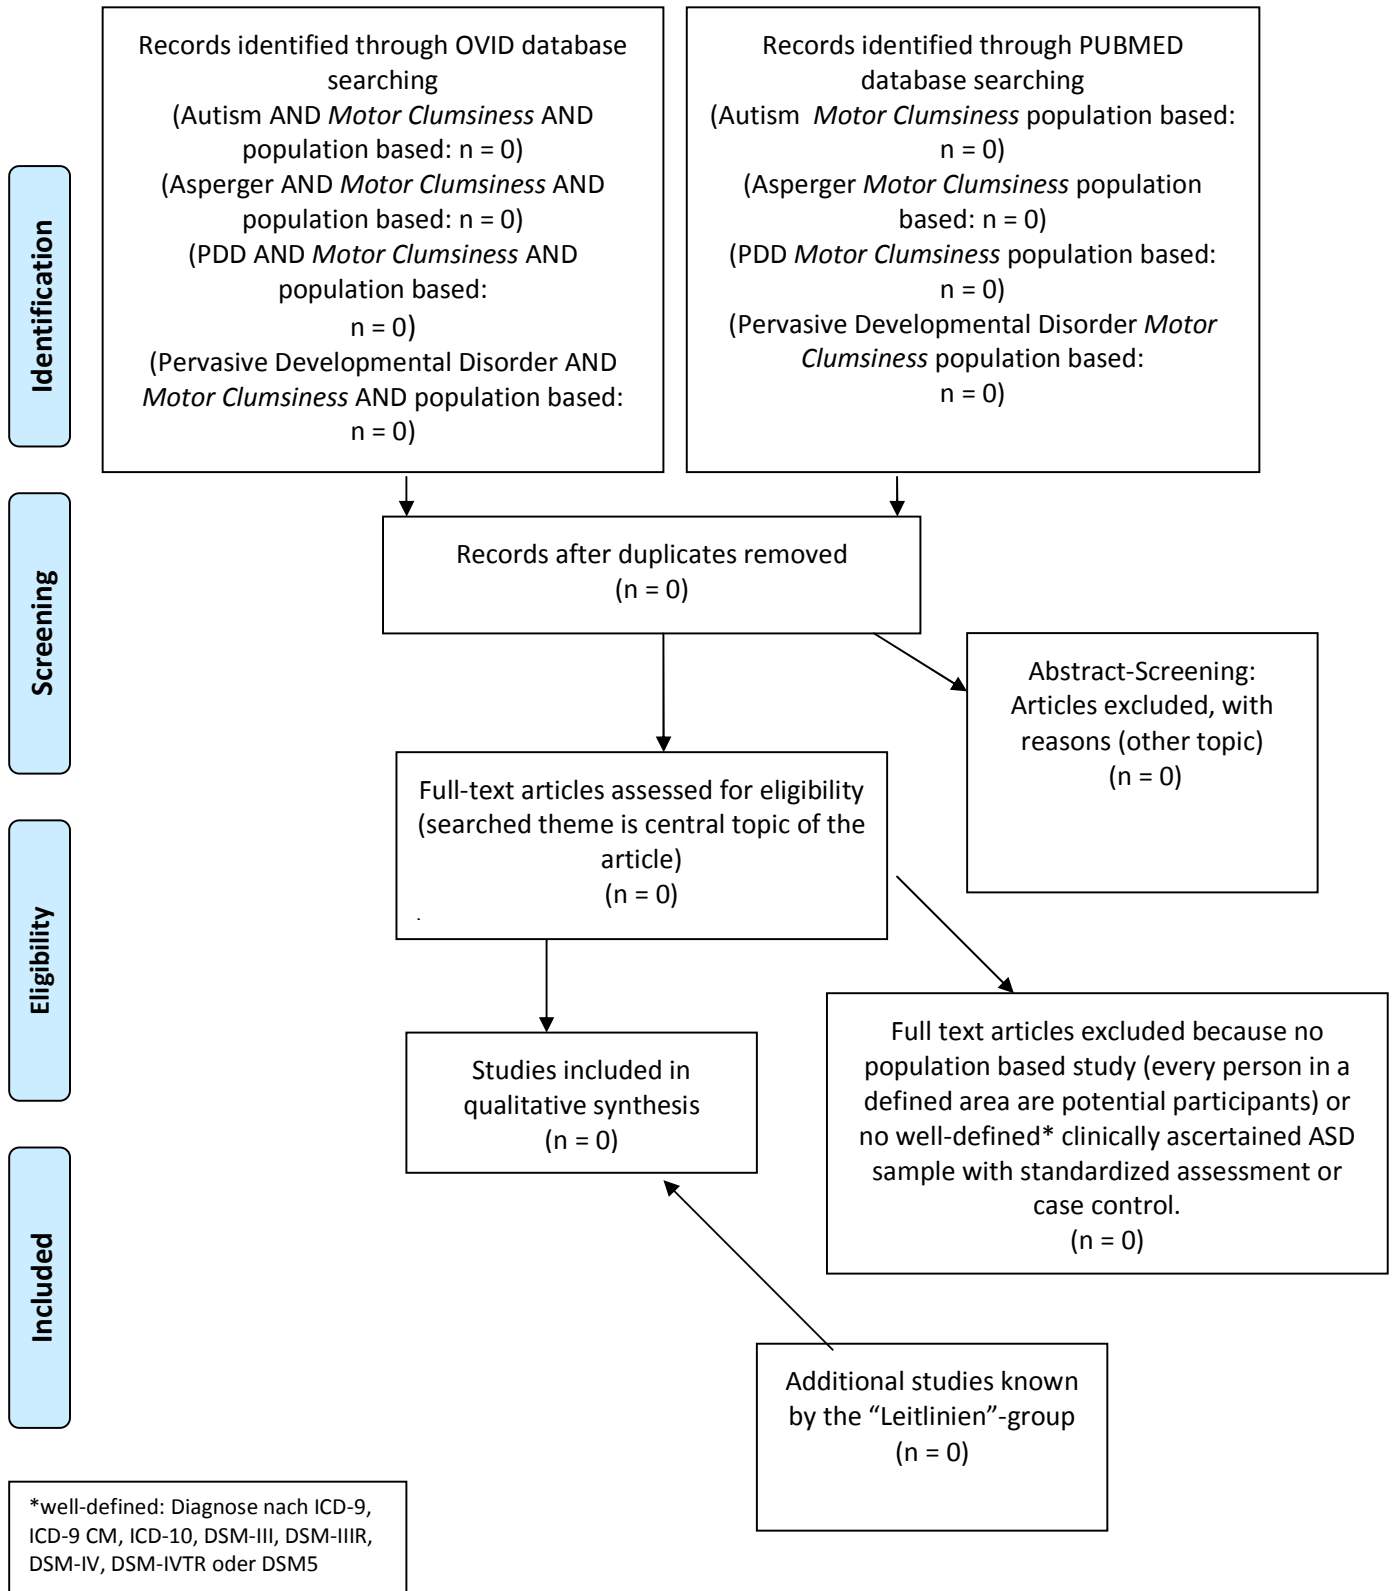 Records identified through OVID database
searching
(Autism AND Motor Clumsiness AND
population based: n = 0)
(Asperger AND Motor Clumsiness AND
population based: n = 0)
(PDD AND Motor Clumsiness AND
population based:
n = 0)
(Pervasive Developmental Disorder AND
Motor Clumsiness AND population based:
n = 0)
Records identified through PUBMED
database searching
(Autism Motor Clumsiness population based:
n = 0)
(Asperger Motor Clumsiness population
based: n = 0)
(PDD Motor Clumsiness population based:
n = 0)
(Pervasive Developmental Disorder Motor
Clumsiness population based:
n = 0)
Identification
Screening
Records after duplicates removed
(n = 0)
Abstract-Screening:
Articles excluded, with
reasons (other topic)
(n = 0)
Full-text articles assessed for eligibility
(searched theme is central topic of the
article)
(n = 0)
Eligibility
Full text articles excluded because no
population based study (every person in a
defined area are potential participants) or
no well-defined* clinically ascertained ASD
sample with standardized assessment or
case control.
(n = 0)
Studies included in
qualitative synthesis
(n = 0)
Included
Additional studies known
by the “Leitlinien”-group
(n = 0)
*well-defined: Diagnose nach ICD-9,
ICD-9 CM, ICD-10, DSM-III, DSM-IIIR,
DSM-IV, DSM-IVTR oder DSM5